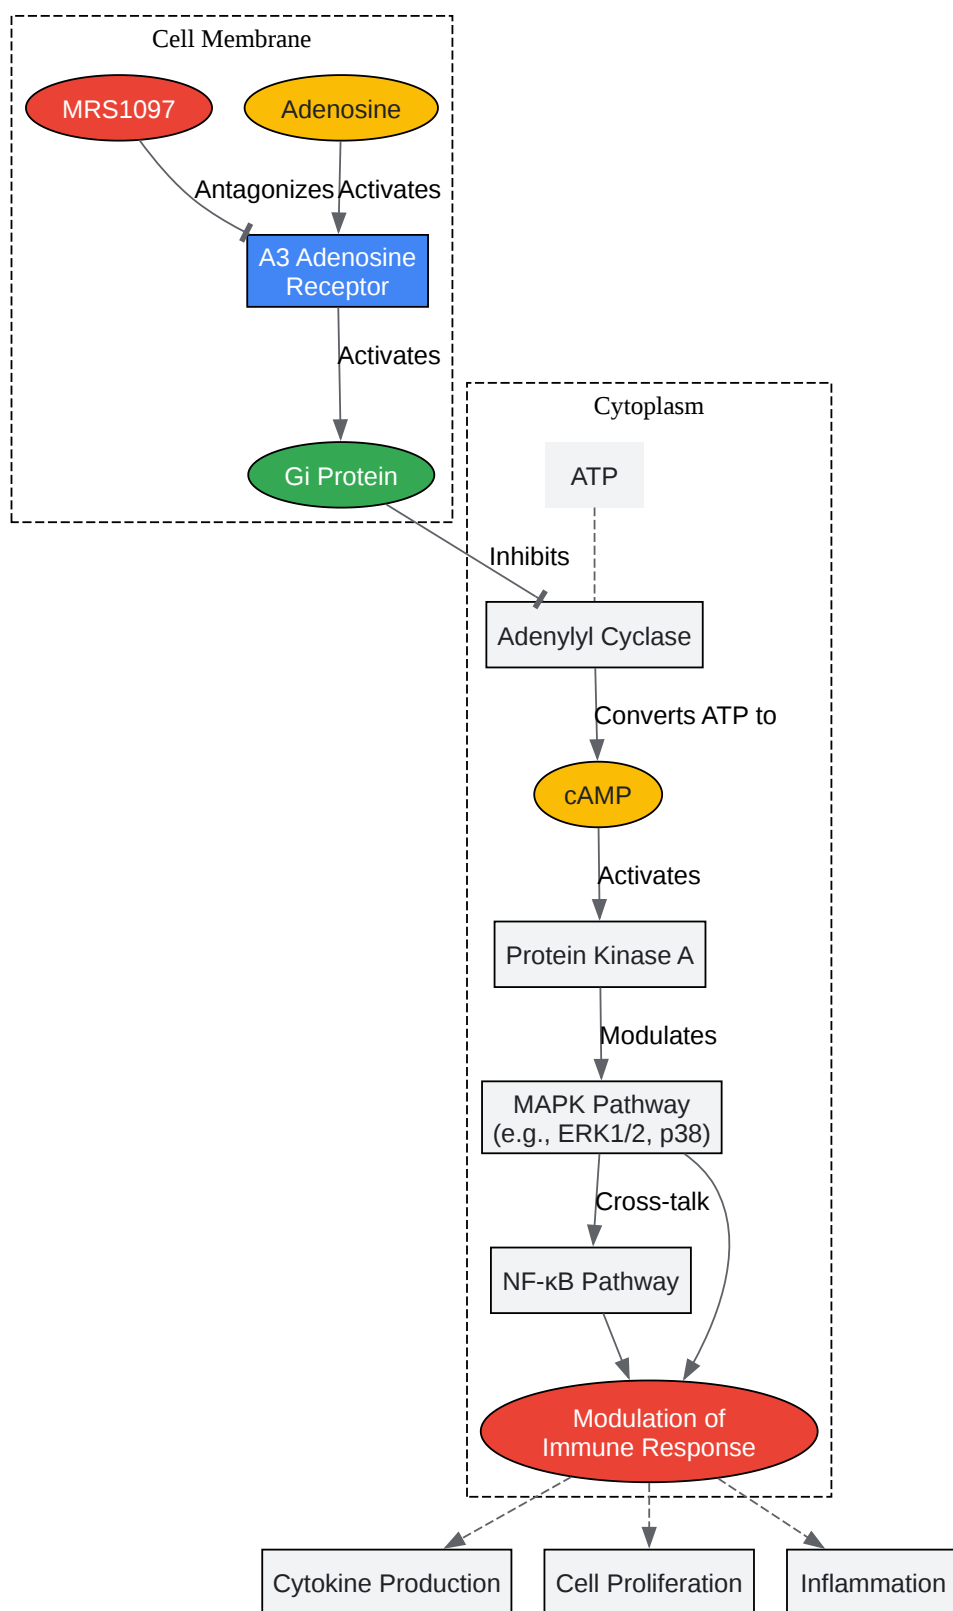 Cell Membrane
MRS1097
Adenosine
Antagonizes
Activates
A3 Adenosine
Receptor
Activates
Gi Protein
Cytoplasm
ATP
Inhibits
Adenylyl Cyclase
Converts ATP to
cAMP
Activates
Protein Kinase A
Modulates
MAPK Pathway
(e.g., ERK1/2, p38)
Cross-talk
NF-κB Pathway
Modulation of
Immune Response
Cytokine Production
Cell Proliferation
Inflammation